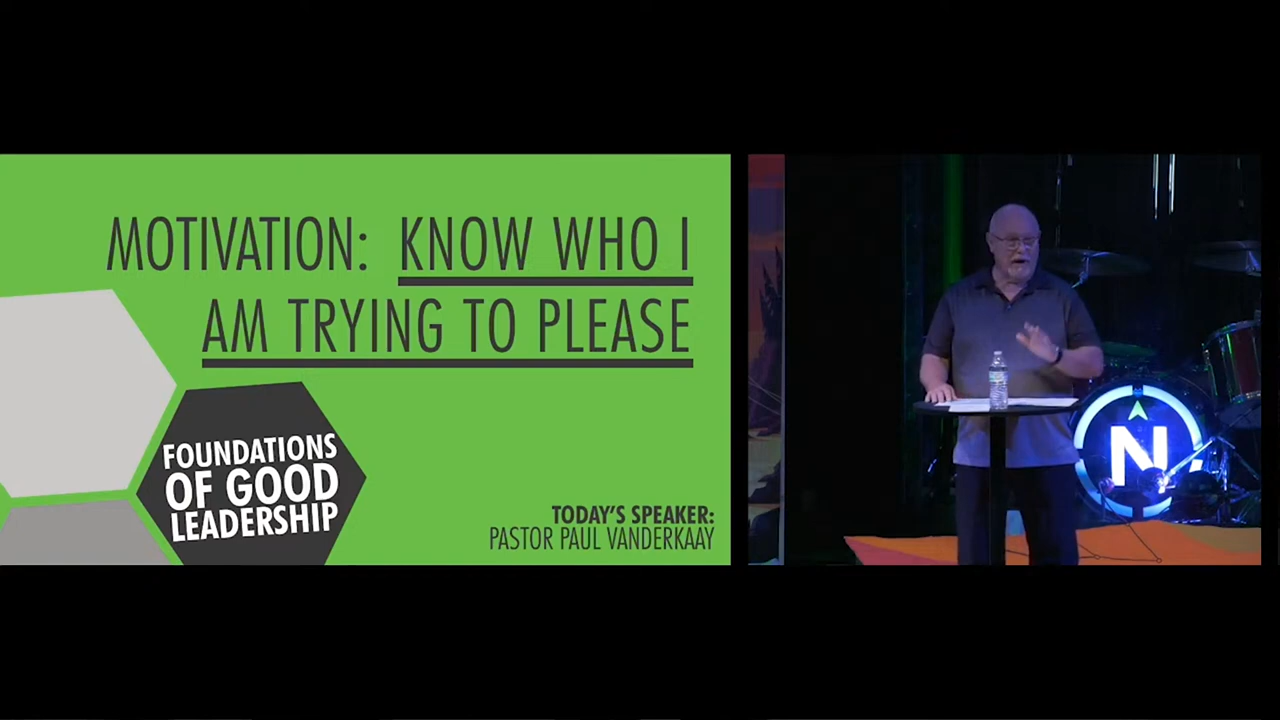 MOTIVATION: KNOW WHO I
AM TRYING TO PLEASE
FOUNDATIONS
OF GOOD
LEADERSHIP
TODAY'S SPEAKER:
PASTOR PAUL VANDERKAAY
N